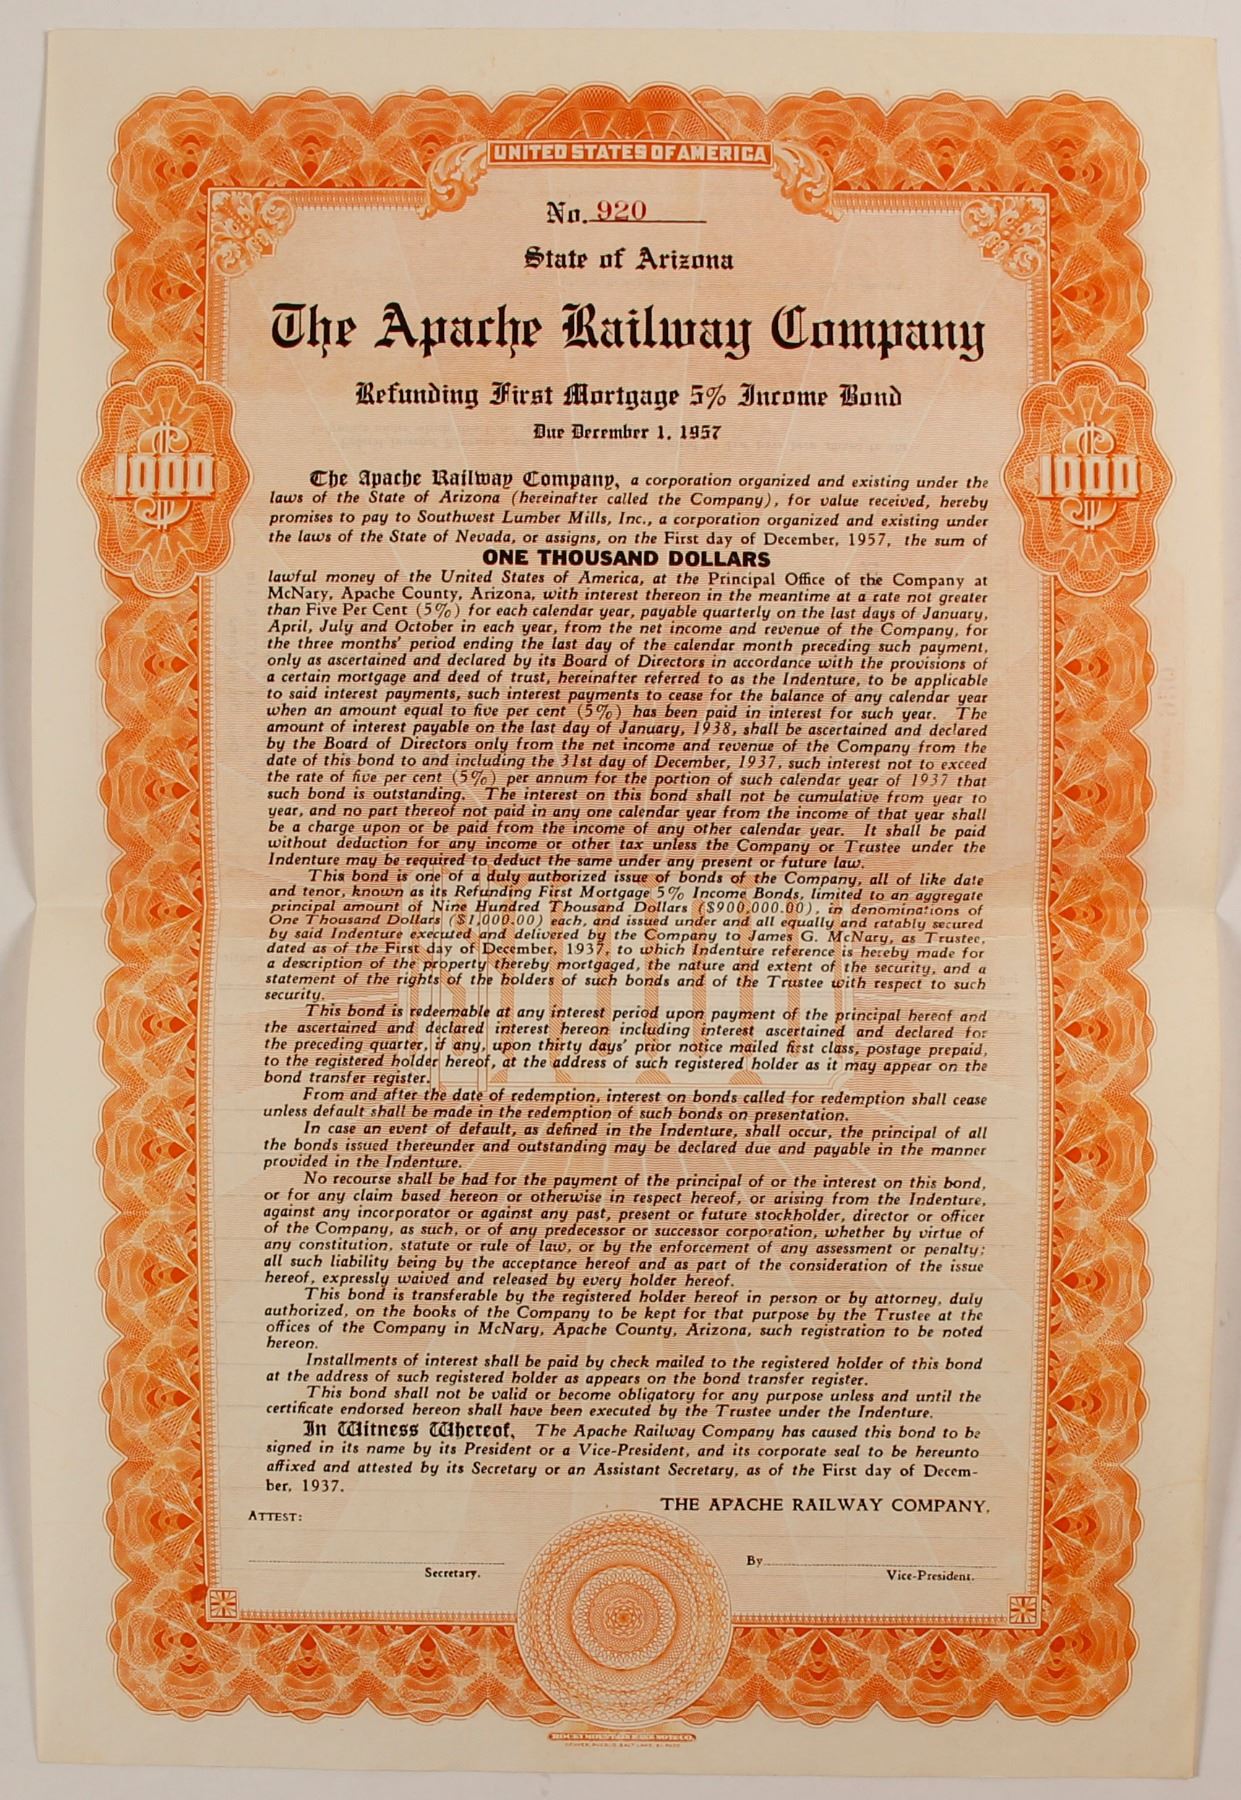 UNITED STATES OF AMERICA
No. 920
State of Arizona
The Apache Railway Company
Refunding First Mortgage 5% Income Bond
Due December 1, 1957
$1000
$1000
The Apache Railway Company, a corporation organized and existing under the
laws of the State of Arizona (hereinafter called the Company), for value received, hereby
promises to pay to Southwest Lumber Mills, Inc., a corporation organized and existing under
the laws of the State of Nevada, or assigns, on the First day of December, 1957, the sum of
ONE THOUSAND DOLLARS
lawful money of the United States of America, at the Principal Office of the Company at
McNary, Apache County, Arizona, with interest thereon in the meantime at a rate not greater
than Five Per Cent (5%) for each calendar year, payable quarterly on the last days of January,
April, July and October in each year, from the net income and revenue of the Company, for
the three months' period ending the last day of the calendar month preceding such payment,
only as ascertained and declared by its Board of Directors in accordance with the provisions of
a certain mortgage and deed of trust, hereinafter referred to as the Indenture, to be applicable
to said interest payments, such interest payments to cease for the balance of any calendar year
when an amount equal to five per cent (5%) has been paid in interest for such year. The
amount of interest payable on the last day of January, 1938, shall be ascertained and declared
by the Board of Directors only from the net income and revenue of the Company from the
date of this bond to and including the 31st day of December, 1937, such interest not to exceed
the rate of five per cent (5%) per annum for the portion of such calendar year of 1937 that
such bond is outstanding. The interest on this bond shall not be cumulative from year to
year, and no part thereof not paid in any one calendar year from the income of that year shall
be a charge upon or be paid from the income of any other calendar year. It shall be paid
without deduction for any income or other tax unless the Company or Trustee under the
Indenture may be required to deduct the same under any present or future law.
This bond is one of a duly authorized issue of bonds of the Company, all of like date
and tenor, known as its Refunding First Mortgage 5% Income Bonds, limited to an aggregate
principal amount of Nine Hundred Thousand Dollars ($900,000.00), in denominations of
One Thousand Dollars ($1,000.00) each, and issued under and all equally and ratably secured
by said Indenture executed and delivered by the Company to James G. McNary, as Trustee,
dated as of the First day of December, 1937, to which Indenture reference is hereby made for
a description of the property thereby mortgaged, the nature and extent of the security, and a
statement of the rights of the holders of such bonds and of the Trustee with respect to such
security.
This bond is redeemable at any interest period upon payment of the principal hereof and
the ascertained and declared interest hereon including interest ascertained and declared for
the preceding quarter, if any, upon thirty days' prior notice mailed first class, postage prepaid,
to the registered holder hereof, at the address of such registered holder as it may appear on the
bond transfer register.
From and after the date of redemption, interest on bonds called for redemption shall cease
unless default shall be made in the redemption of such bonds on presentation.
In case an event of default, as defined in the Indenture, shall occur, the principal of all
the bonds issued thereunder and outstanding may be declared due and payable in the manner
provided in the Indenture.
No recourse shall be had for the payment of the principal of or the interest on this bond,
or for any claim based hereon or otherwise in respect hereof, or arising from the Indenture,
against any incorporator or against any past, present or future stockholder, director or officer
of the Company, as such, or of any predecessor or successor corporation, whether by virtue of
any constitution, statute or rule of law, or by the enforcement of any assessment or penalty;
all such liability being by the acceptance hereof and as part of the consideration of the issue
hereof, expressly waived and released by every holder hereof.
This bond is transferable by the registered holder hereof in person or by attorney, duly
authorized, on the books of the Company to be kept for that purpose by the Trustee at the
offices of the Company in McNary, Apache County, Arizona, such registration to be noted
hereon.
Installments of interest shall be paid by check mailed to the registered holder of this bond
at the address of such registered holder as appears on the bond transfer register.
This bond shall not be valid or become obligatory for any purpose unless and until the
certificate endorsed hereon shall have been executed by the Trustee under the Indenture.
In Witness Whereof, The Apache Railway Company has caused this bond to be
signed in its name by its President or a Vice-President, and its corporate seal to be hereunto
affixed and attested by its Secretary or an Assistant Secretary, as of the First day of Decem-
ber, 1937.
THE APACHE RAILWAY COMPANY,
ATTEST:
By
Secretary.
Vice-President.
ROCKY MOUNTAIN BANK NOTE CO.